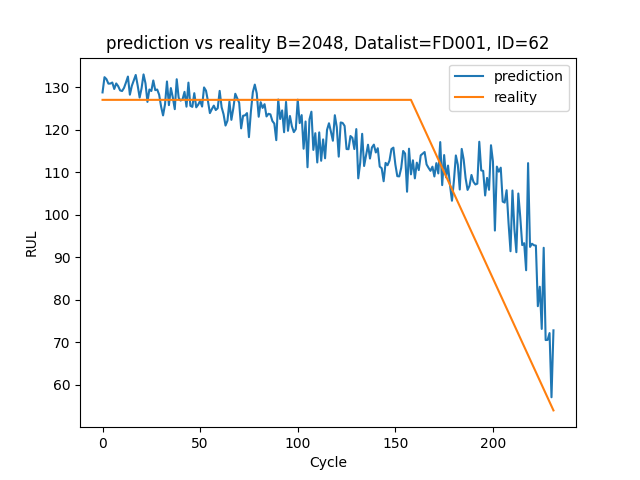 prediction vs reality B=2048, Datalist=FD001, ID=62
prediction
reality
130
120
110
100
90
80
70
60
RUL
0
50
100
150
200
Cycle